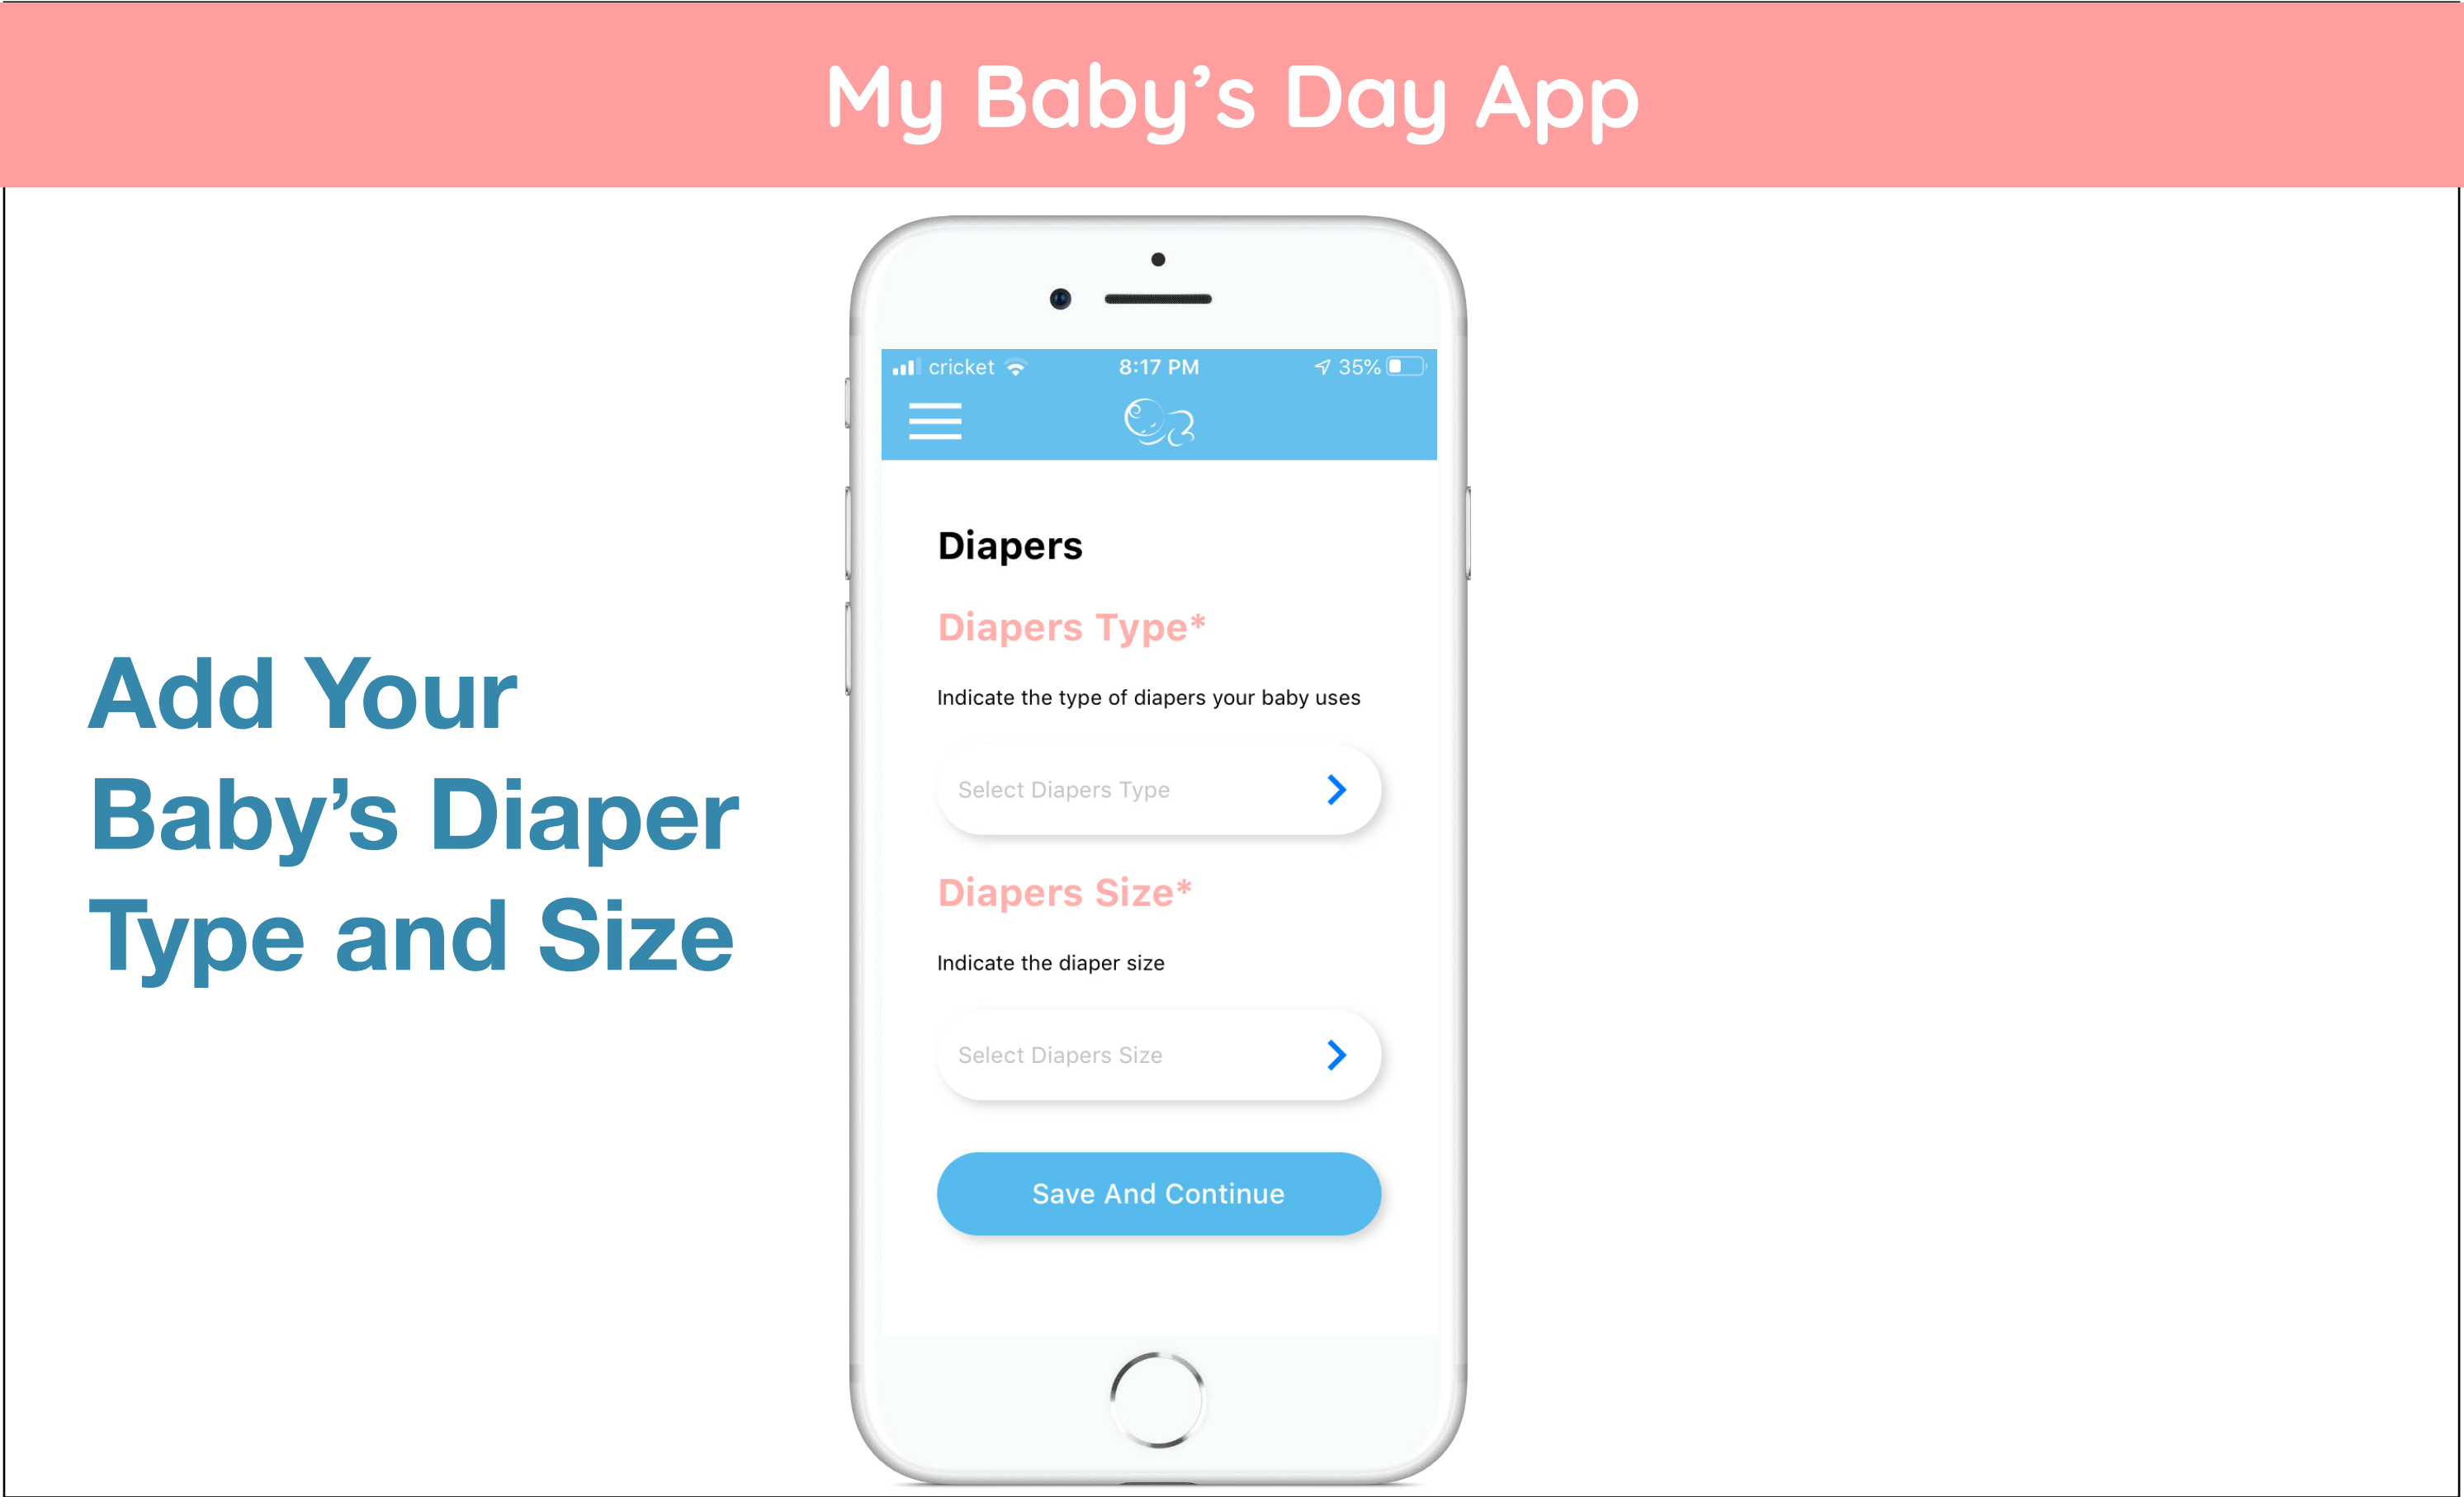 My Baby’s Day App
Add Your
Baby’s Diaper
Type and Size
cricket 8:17 PM 35%
Diapers
Diapers Type*
Indicate the type of diapers your baby uses
Select Diapers Type
Diapers Size*
Indicate the diaper size
Select Diapers Size
Save And Continue